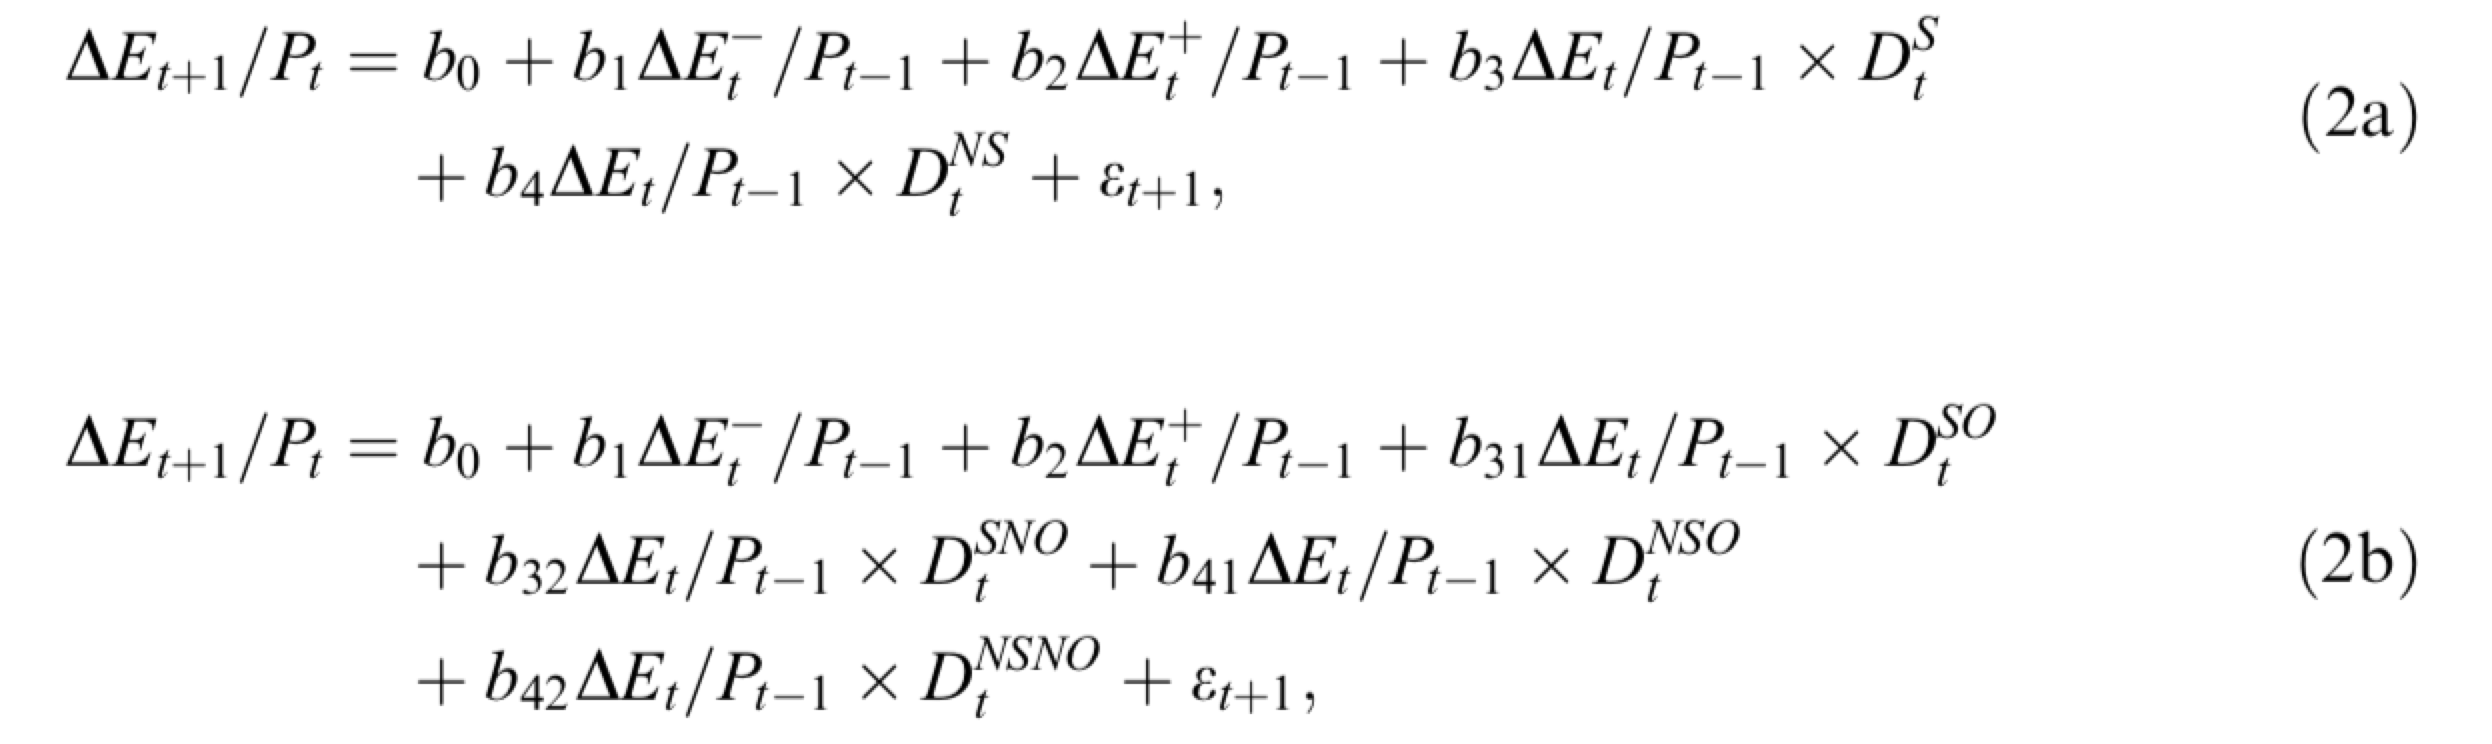 ΔE_{t+1}/P_t = b_0 + b_1ΔE_t^-/P_{t−1} + b_2ΔE_t^+/P_{t−1} + b_3ΔE_t/P_{t−1} × D_t^S
+ b_4ΔE_t/P_{t−1} × D_t^{NS} + ε_{t+1}, (2a)
ΔE_{t+1}/P_t = b_0 + b_1ΔE_t^-/P_{t−1} + b_2ΔE_t^+/P_{t−1} + b_{31}ΔE_t/P_{t−1} × D_t^{SO}
+ b_{32}ΔE_t/P_{t−1} × D_t^{SNO} + b_{41}ΔE_t/P_{t−1} × D_t^{NSO} (2b)
+ b_{42}ΔE_t/P_{t−1} × D_t^{NSNO} + ε_{t+1},